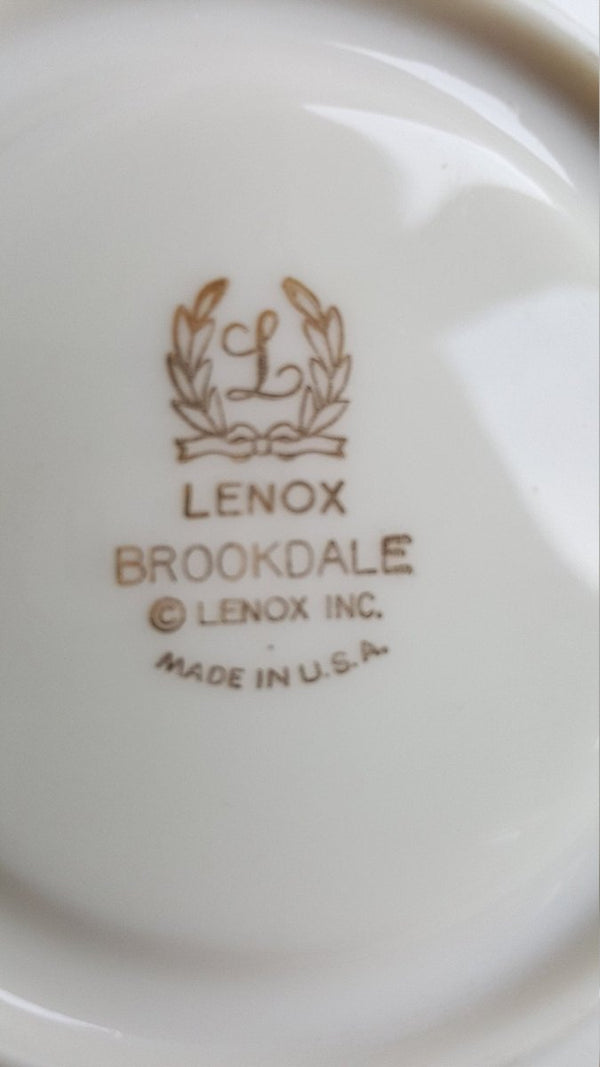 L
LENOX
BROOKDALE
© LENOX INC.
MADE IN U.S.A.